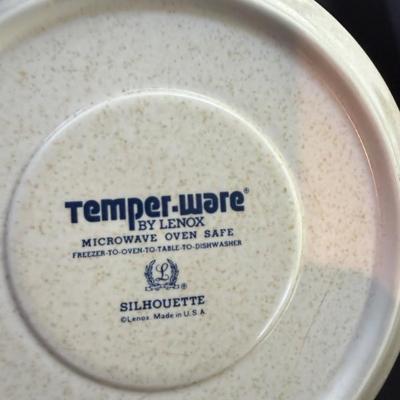 Temper-ware®
BY LENOX
MICROWAVE OVEN SAFE
FREEZER-TO-OVEN-TO-TABLE-TO-DISHWASHER
L ®
SILHOUETTE
©Lenox. Made in U.S.A.